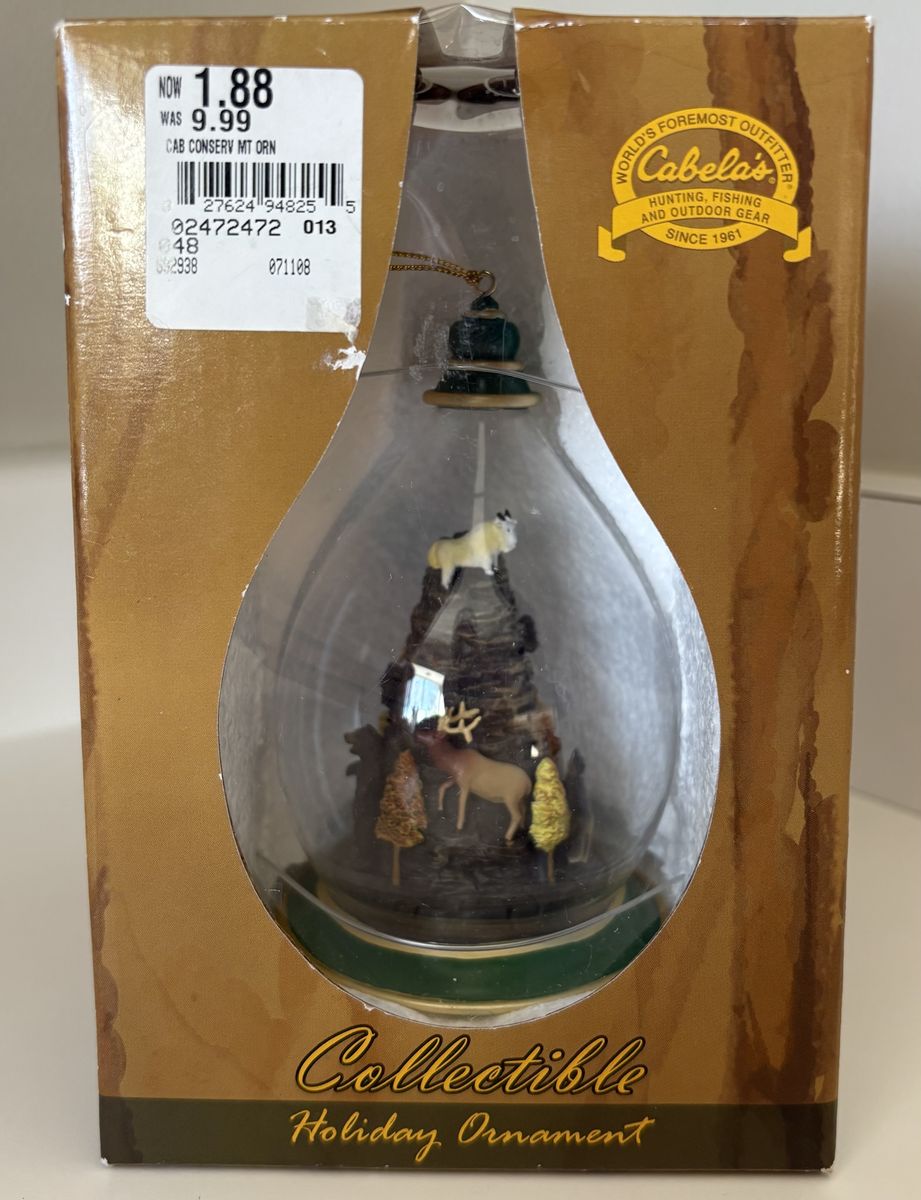 NOW 1.88
WAS 9.99
CAB CONSERV MT ORN
0 27624 94825 5
02472472 013
048
071108
WORLD'S FOREMOST OUTFITTER®
Cabela's®
HUNTING, FISHING
AND OUTDOOR GEAR
SINCE 1961
Collectible
Holiday Ornament